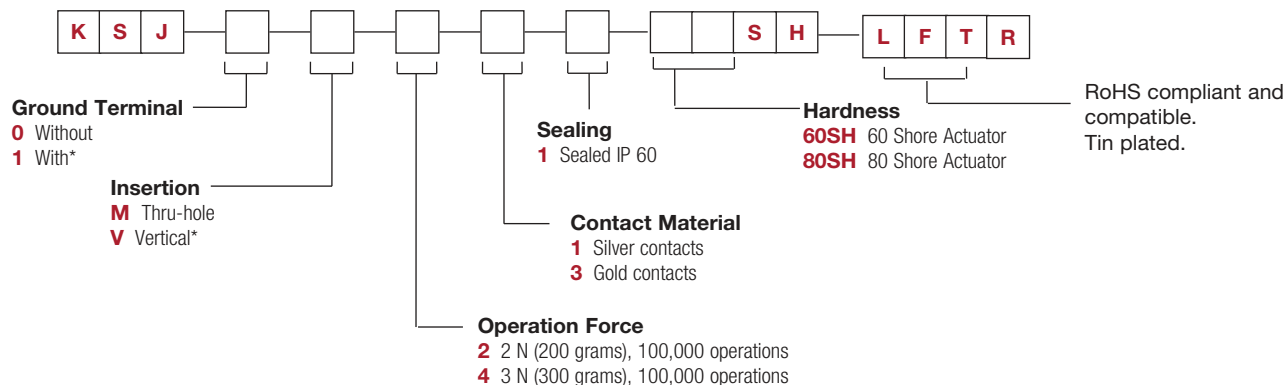 K S J S H L F T R
Ground Terminal
0 Without
1 With*
Insertion
M Thru-hole
V Vertical*
Operation Force
2 2 N (200 grams), 100,000 operations
4 3 N (300 grams), 100,000 operations
Contact Material
1 Silver contacts
3 Gold contacts
Sealing
1 Sealed IP 60
Hardness
60SH 60 Shore Actuator
80SH 80 Shore Actuator
RoHS compliant and
compatible.
Tin plated.